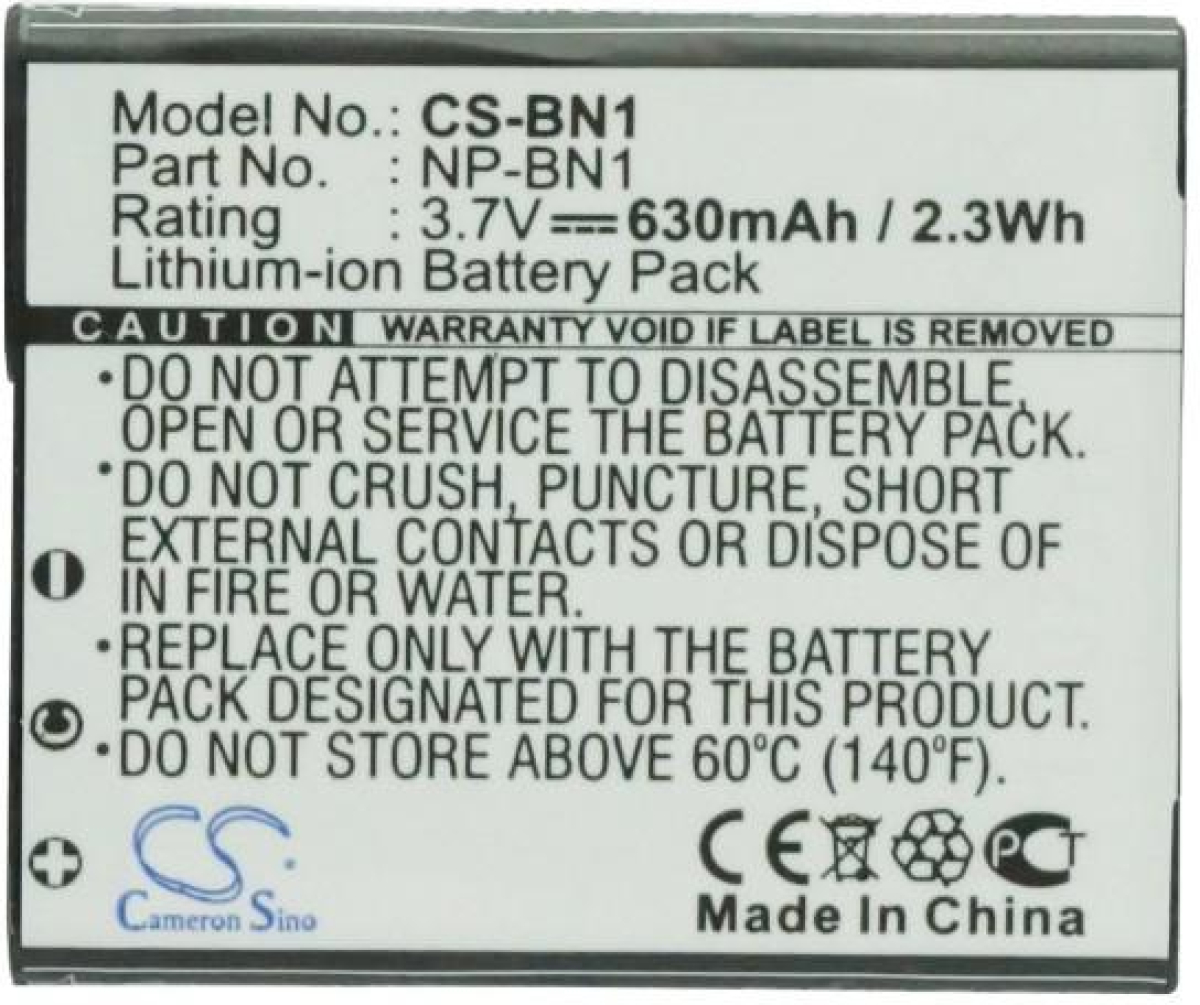 Model No.: CS-BN1
Part No. : NP-BN1
Rating : 3.7V 630mAh / 2.3Wh
Lithium-ion Battery Pack
CAUTION WARRANTY VOID IF LABEL IS REMOVED
•DO NOT ATTEMPT TO DISASSEMBLE,
OPEN OR SERVICE THE BATTERY PACK.
•DO NOT CRUSH, PUNCTURE, SHORT
EXTERNAL CONTACTS OR DISPOSE OF
IN FIRE OR WATER.
•REPLACE ONLY WITH THE BATTERY
PACK DESIGNATED FOR THIS PRODUCT.
•DO NOT STORE ABOVE 60°C (140°F).
CS
Cameron Sino
CE PCT
Made In China